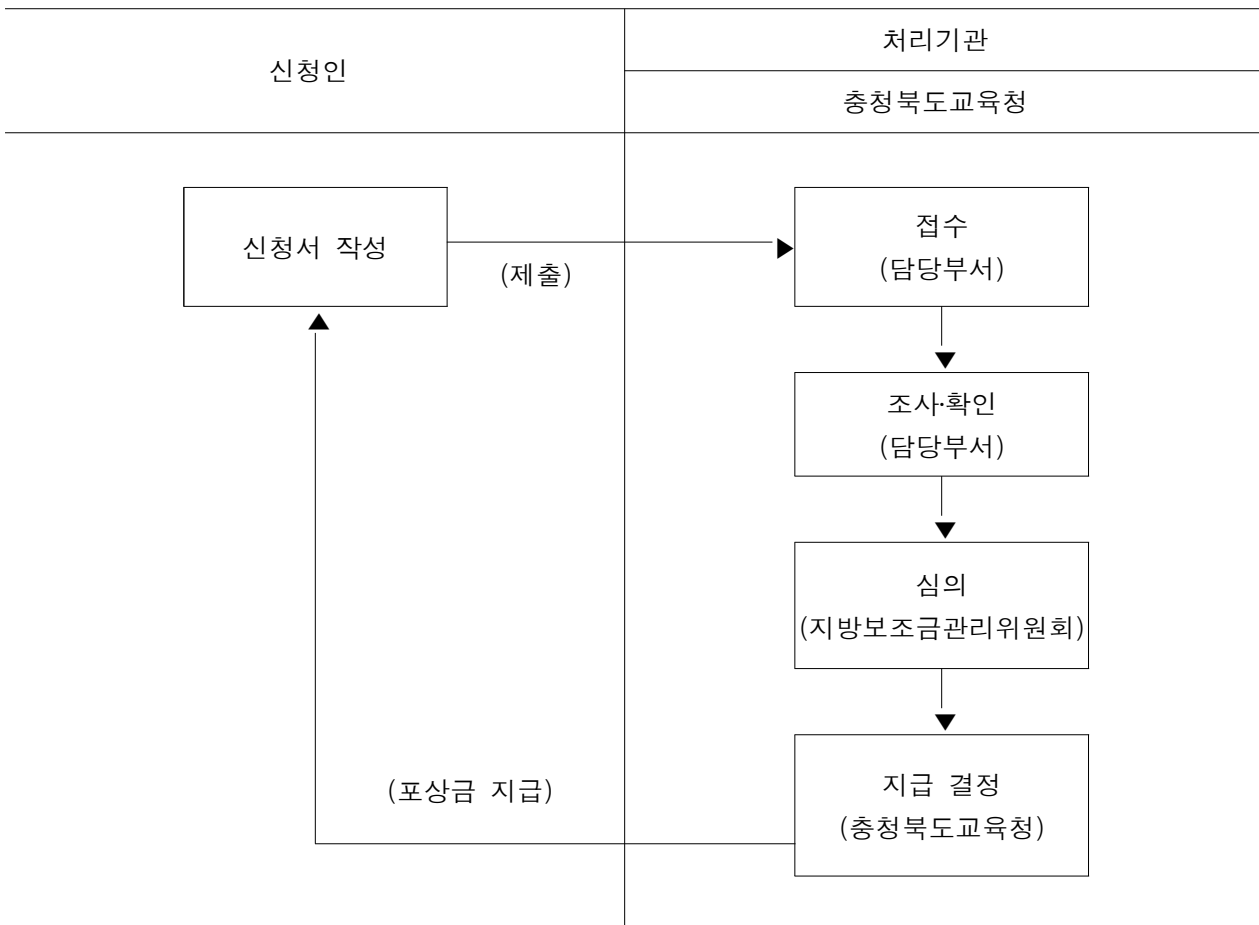 신청인
처리기관
충청북도교육청
신청서 작성
(제출)
접수
(담당부서)
조사·확인
(담당부서)
심의
(지방보조금관리위원회)
지급 결정
(충청북도교육청)
(포상금 지급)